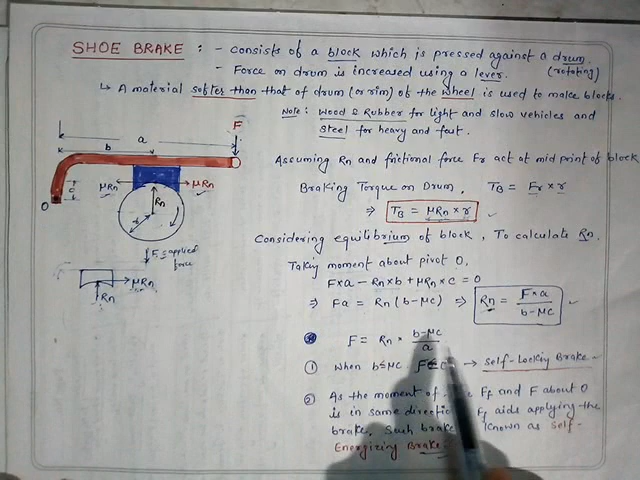 SHOE BRAKE : - Consists of a block which is pressed against a drum.
- Force on drum is increased using a lever. (rotating)
↳ A material softer than that of drum (or rim) of the wheel is used to make blocks.
Note: Wood & Rubber for light and slow vehicles and
steel for heavy and fast.
F
a
b
c
O
μRn
μRn
Rn
r
F = applied
force
μRn
Rn
Assuming Rn and frictional force Fr act at mid point of block
Braking Torque on Drum, TB = Fr × r
⇒ TB = μRn × r
Considering equilibrium of block, To calculate Rn.
Taking moment about pivot O,
F×a - Rn×b + μRn×c = 0
⇒ Fa = Rn (b-μc) ⇒ Rn = F×a / b-μc
F = Rn × b-μc / a
① When b≤μc. → Self-Locking Brake
② As the moment of Ff and F about O
is in same Ff aids applying the
brake, Such known as Self-
Energizing Brake.